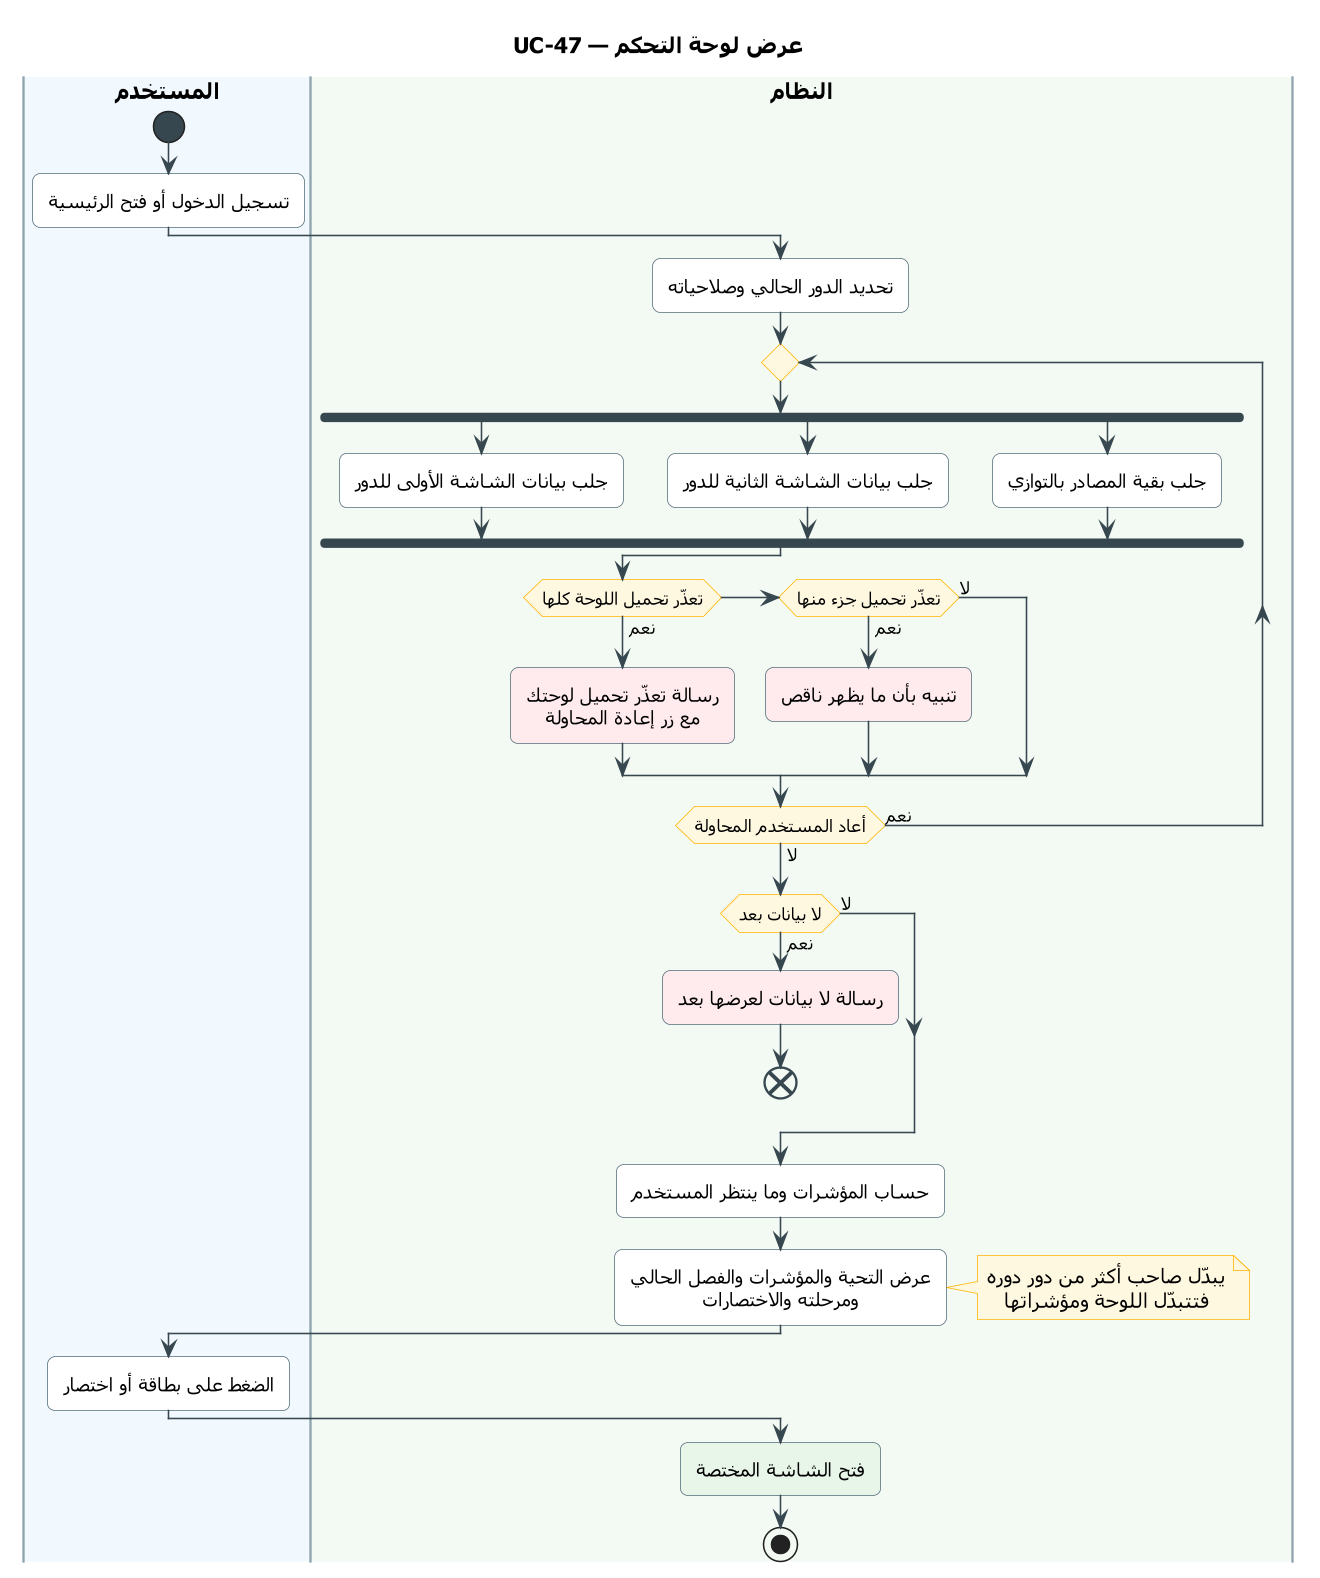 UC-47 — عرض لوحة التحكم
المستخدم
النظام
تسجيل الدخول أو فتح الرئيسية
تحديد الدور الحالي وصلاحياته
جلب بيانات الشاشة الأولى للدور
جلب بيانات الشاشة الثانية للدور
جلب بقية المصادر بالتوازي
تعذّر تحميل اللوحة كلها
تعذّر تحميل جزء منها
لا
نعم
نعم
رسالة تعذّر تحميل لوحتك
مع زر إعادة المحاولة
تنبيه بأن ما يظهر ناقص
أعاد المستخدم المحاولة
نعم
لا
لا بيانات بعد
لا
نعم
رسالة لا بيانات لعرضها بعد
حساب المؤشرات وما ينتظر المستخدم
عرض التحية والمؤشرات والفصل الحالي
ومرحلته والاختصارات
يبدّل صاحب أكثر من دور دوره
فتتبدّل اللوحة ومؤشراتها
الضغط على بطاقة أو اختصار
فتح الشاشة المختصة